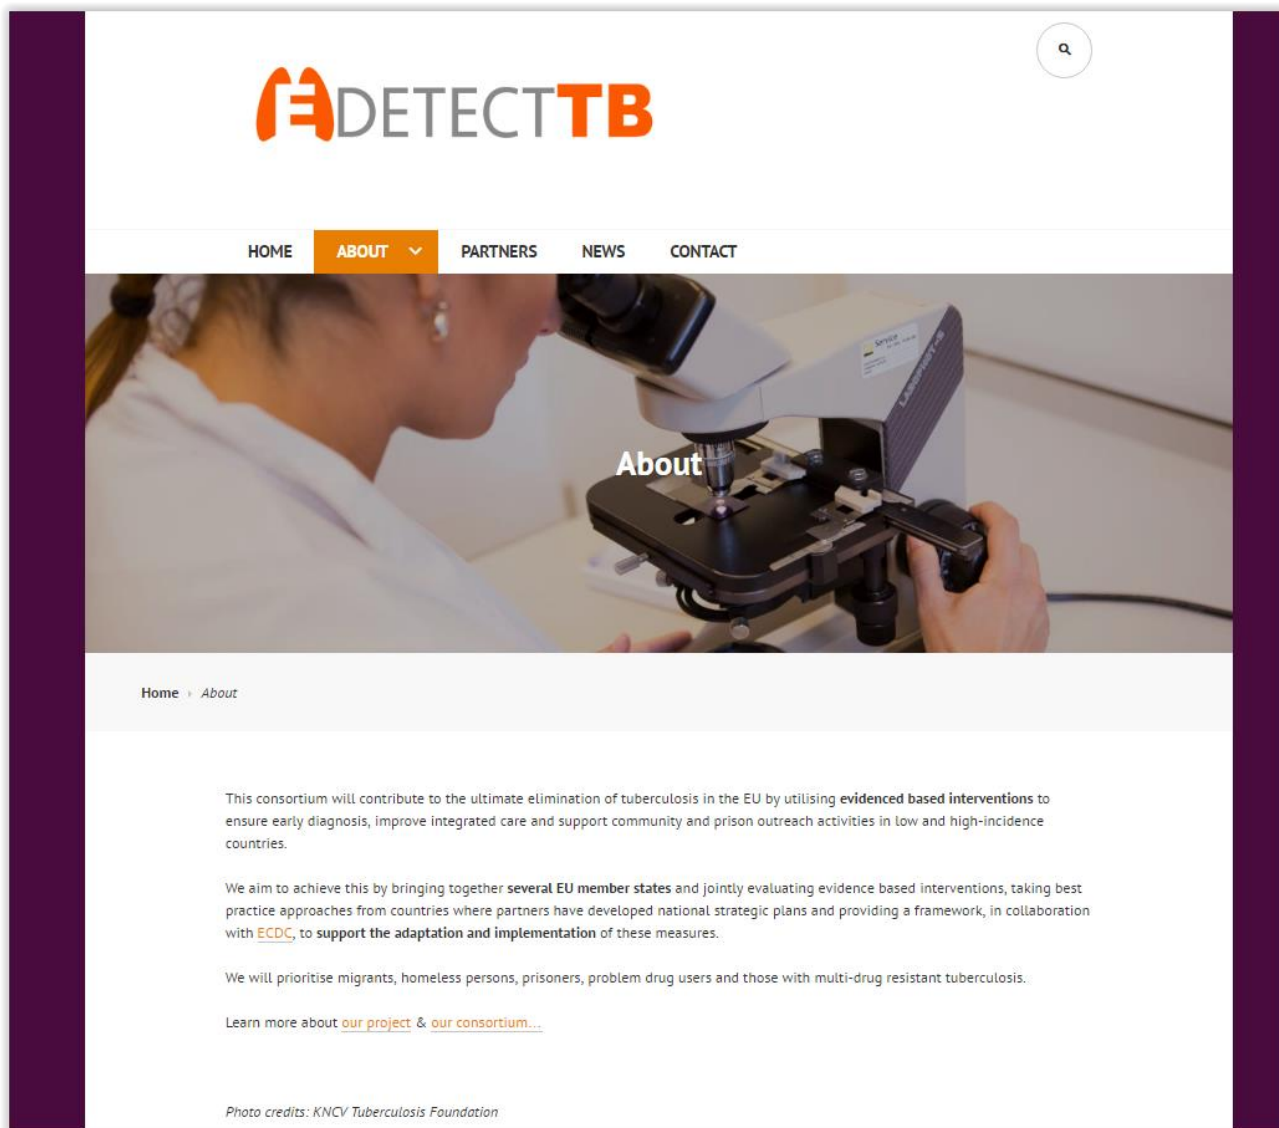 E DETECTTB
HOME ABOUT PARTNERS NEWS CONTACT
Service
LABOPHOT-2
About
Home About
This consortium will contribute to the ultimate elimination of tuberculosis in the EU by utilising evidenced based interventions to
ensure early diagnosis, improve integrated care and support community and prison outreach activities in low and high-incidence
countries.
We aim to achieve this by bringing together several EU member states and jointly evaluating evidence based interventions, taking best
practice approaches from countries where partners have developed national strategic plans and providing a framework, in collaboration
with ECDC, to support the adaptation and implementation of these measures.
We will prioritise migrants, homeless persons, prisoners, problem drug users and those with multi-drug resistant tuberculosis.
Learn more about our project & our consortium...
Photo credits: KNCV Tuberculosis Foundation